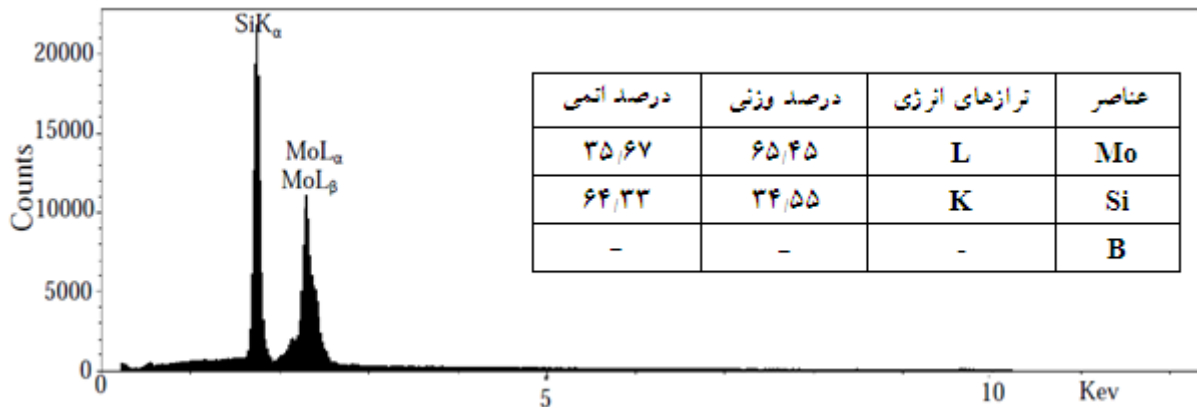 SiKα
20000
15000
10000
5000
0
Counts
MoLα
MoLβ
0
5
10
Kev
عناصر ترازهای انرژی درصد وزنی درصد اتمی
Mo L ۶۵٫۴۵ ۳۵٫۶۷
Si K ۳۴٫۵۵ ۶۴٫۳۳
B - - -